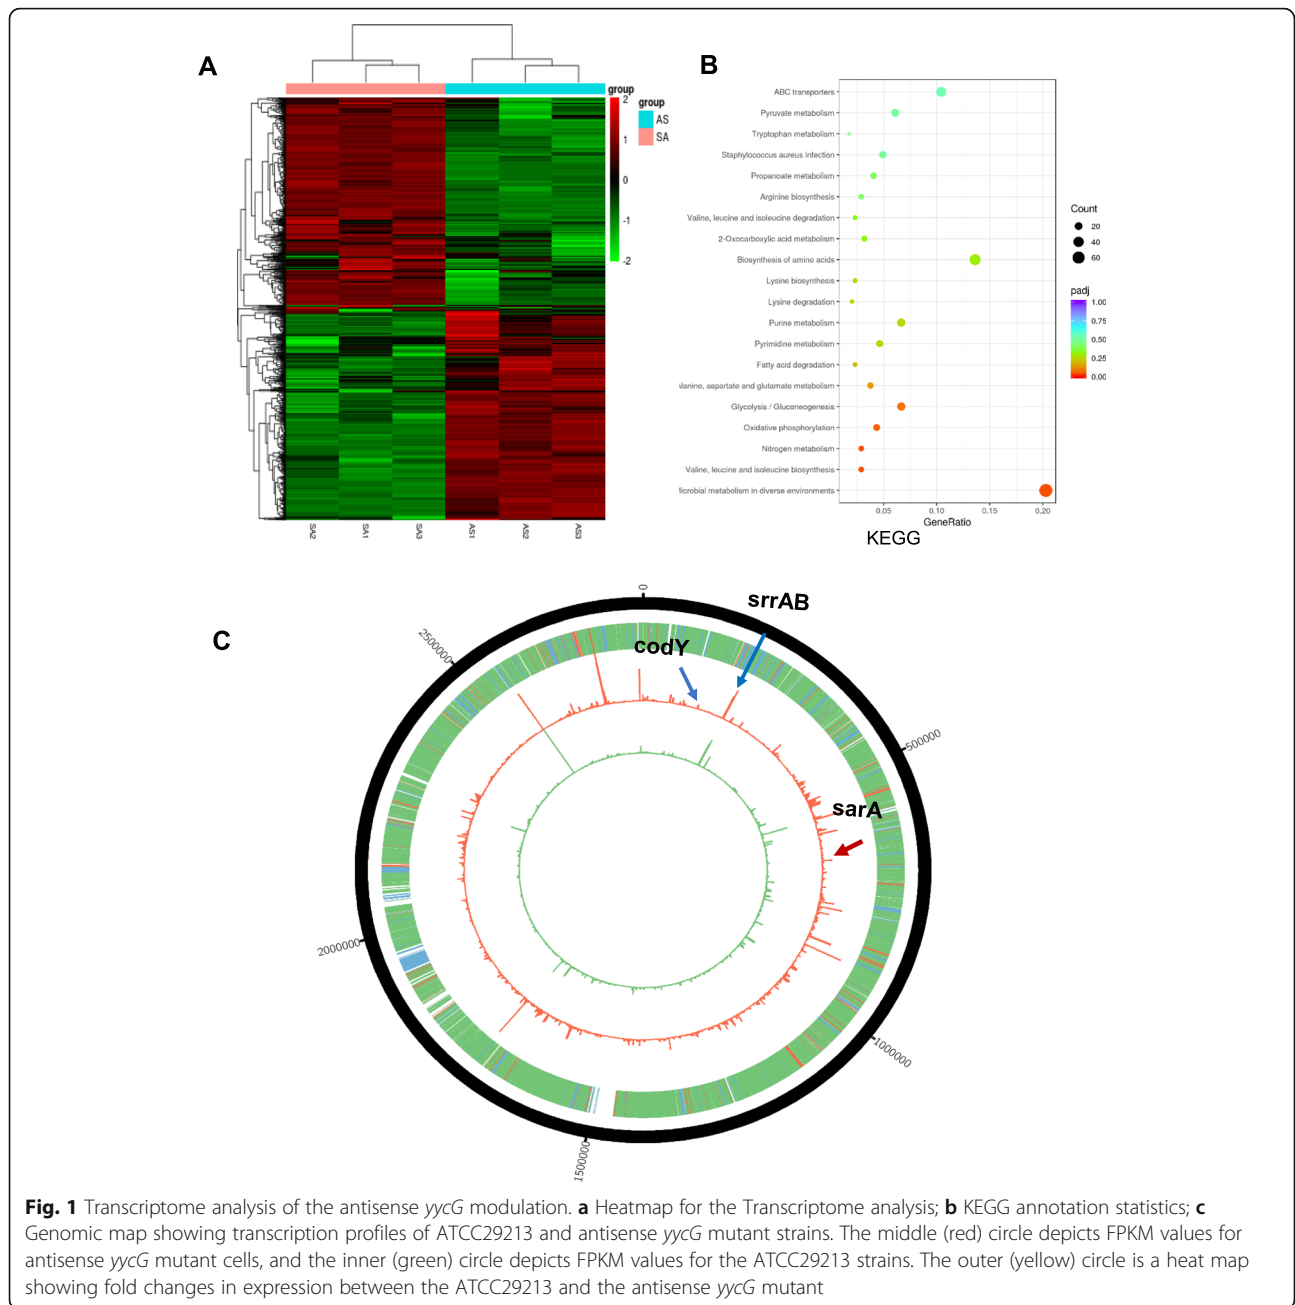 A
group
2
1
0
-1
-2
group
AS
SA
SA2
SA1
SA3
AS1
AS2
AS3
B
ABC transporters
Pyruvate metabolism
Tryptophan metabolism
Staphylococcus aureus infection
Propanoate metabolism
Arginine biosynthesis
Valine, leucine and isoleucine degradation
2-Oxocarboxylic acid metabolism
Biosynthesis of amino acids
Lysine biosynthesis
Lysine degradation
Purine metabolism
Pyrimidine metabolism
Fatty acid degradation
lanine, aspartate and glutamate metabolism
Glycolysis / Gluconeogenesis
Oxidative phosphorylation
Nitrogen metabolism
Valine, leucine and isoleucine biosynthesis
licrobial metabolism in diverse environments
0.05
0.10
0.15
0.20
GeneRatio
KEGG
Count
20
40
60
padj
1.00
0.75
0.50
0.25
0.00
C
0
500000
1000000
1500000
2000000
2500000
srrAB
codY
sarA
Fig. 1 Transcriptome analysis of the antisense yycG modulation. a Heatmap for the Transcriptome analysis; b KEGG annotation statistics; c
Genomic map showing transcription profiles of ATCC29213 and antisense yycG mutant strains. The middle (red) circle depicts FPKM values for
antisense yycG mutant cells, and the inner (green) circle depicts FPKM values for the ATCC29213 strains. The outer (yellow) circle is a heat map
showing fold changes in expression between the ATCC29213 and the antisense yycG mutant